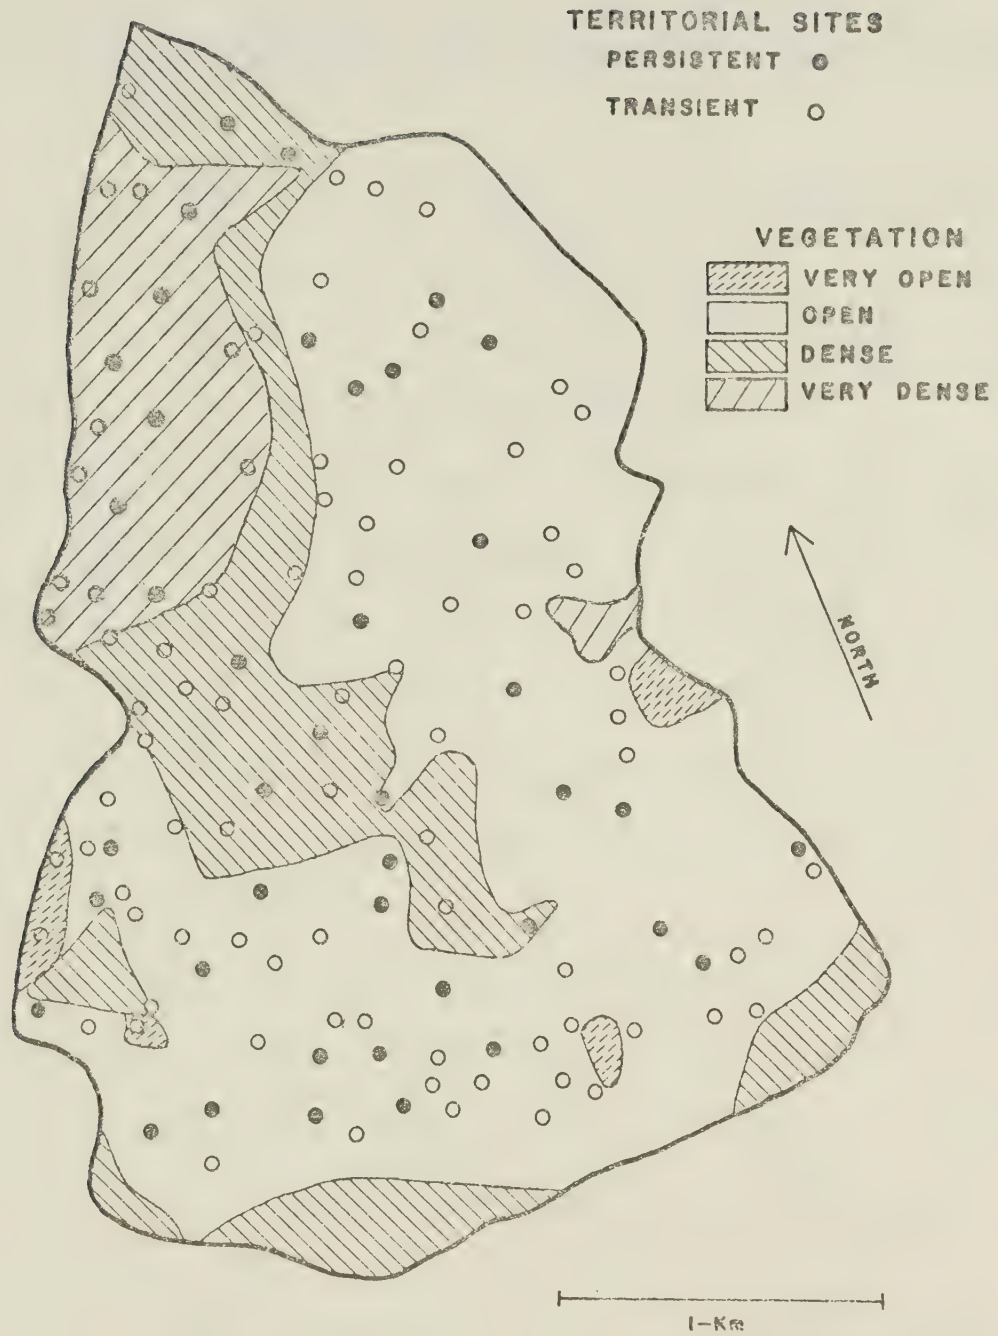 TERRITORIAL SITES
PERSISTENT
TRANSIENT
VEGETATION
VERY OPEN
OPEN
DENSE
VERY DENSE
NORTH
1-Km